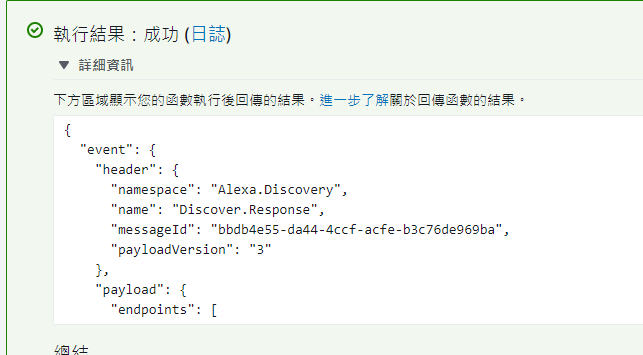 執行結果：成功 (日誌)
詳細資訊
下方區域顯示您的函數執行後回傳的結果。進一步了解關於回傳函數的結果。
{
"event": {
"header": {
"namespace": "Alexa.Discovery",
"name": "Discover.Response",
"messageId": "bbdb4e55-da44-4ccf-acfe-b3c76de969ba",
"payloadVersion": "3"
},
"payload": {
"endpoints": [
總結